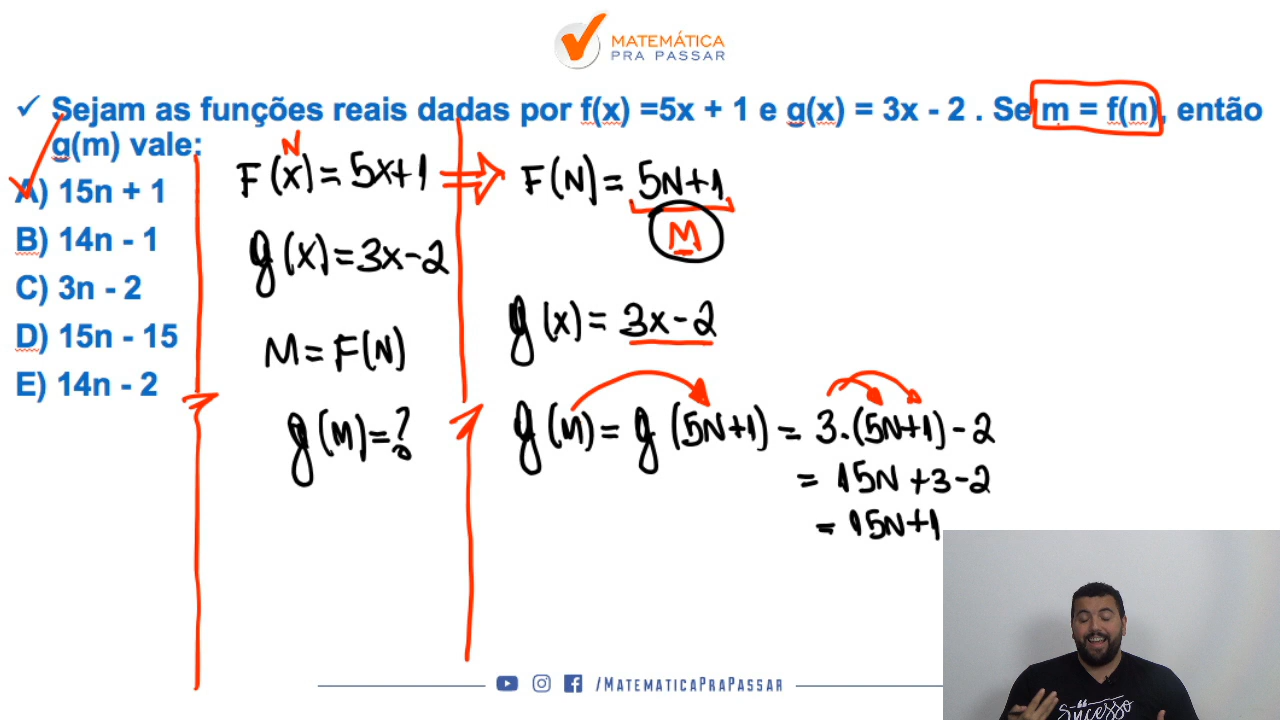 MATEMÁTICA
PRA PASSAR
✓ Sejam as funções reais dadas por f(x) =5x + 1 e g(x) = 3x - 2 . Se m = f(n), então
g(m) vale:
A) 15n + 1
B) 14n - 1
C) 3n - 2
D) 15n - 15
E) 14n - 2
N
F(x)=5x+1
g(x)=3x-2
M=F(N)
g(M)=?
F(N)=5N+1
M
g(x)=3x-2
g(M)=g(5N+1)=3.(5N+1)-2
=15N+3-2
=15N+1
/MATEMATICAPRAPASSAR
Sucesso